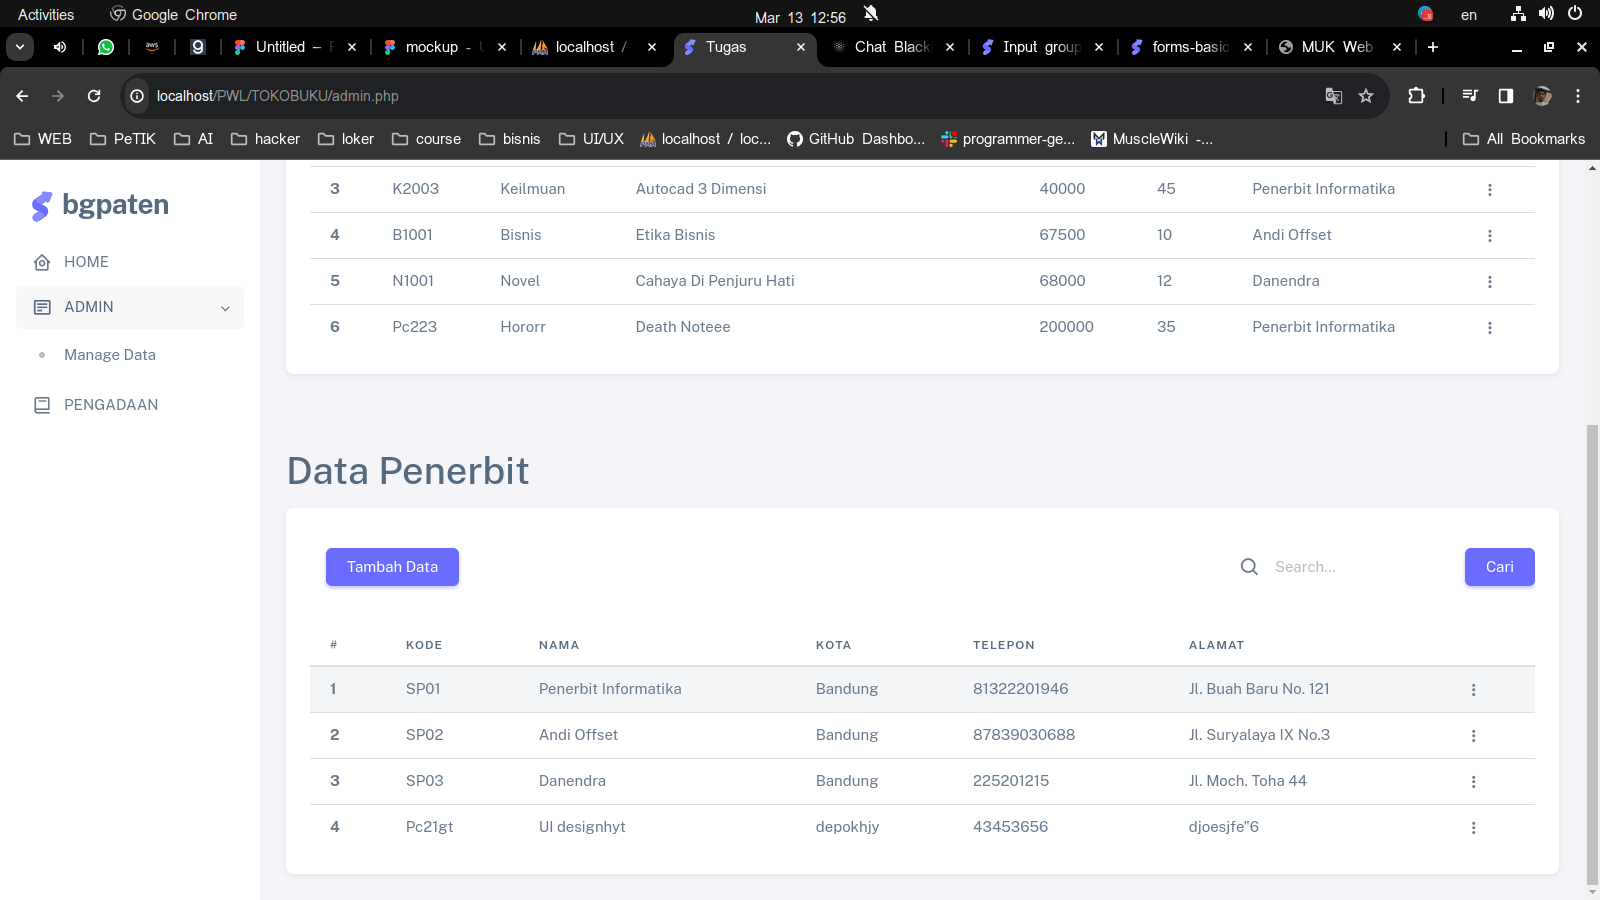 Activities Google Chrome Mar 13 12:56 en
Untitled – localhost / Tugas Chat Black Input group forms-basic MUK Web
mockup -
localhost/PWL/TOKOBUKU/admin.php
WEB PeTIK AI hacker loker course bisnis UI/UX localhost / loc... GitHub Dashbo... programmer-ge... MuscleWiki -... All Bookmarks
bgpaten
HOME
ADMIN
Manage Data
PENGADAAN
3 K2003 Keilmuan Autocad 3 Dimensi 40000 45 Penerbit Informatika
4 B1001 Bisnis Etika Bisnis 67500 10 Andi Offset
5 N1001 Novel Cahaya Di Penjuru Hati 68000 12 Danendra
6 Pc223 Hororr Death Noteee 200000 35 Penerbit Informatika
Data Penerbit
Tambah Data Search... Cari
# KODE NAMA KOTA TELEPON ALAMAT
1 SP01 Penerbit Informatika Bandung 81322201946 Jl. Buah Baru No. 121
2 SP02 Andi Offset Bandung 87839030688 Jl. Suryalaya IX No.3
3 SP03 Danendra Bandung 225201215 Jl. Moch. Toha 44
4 Pc21gt UI designhyt depokhjy 43453656 djoesjfe"6